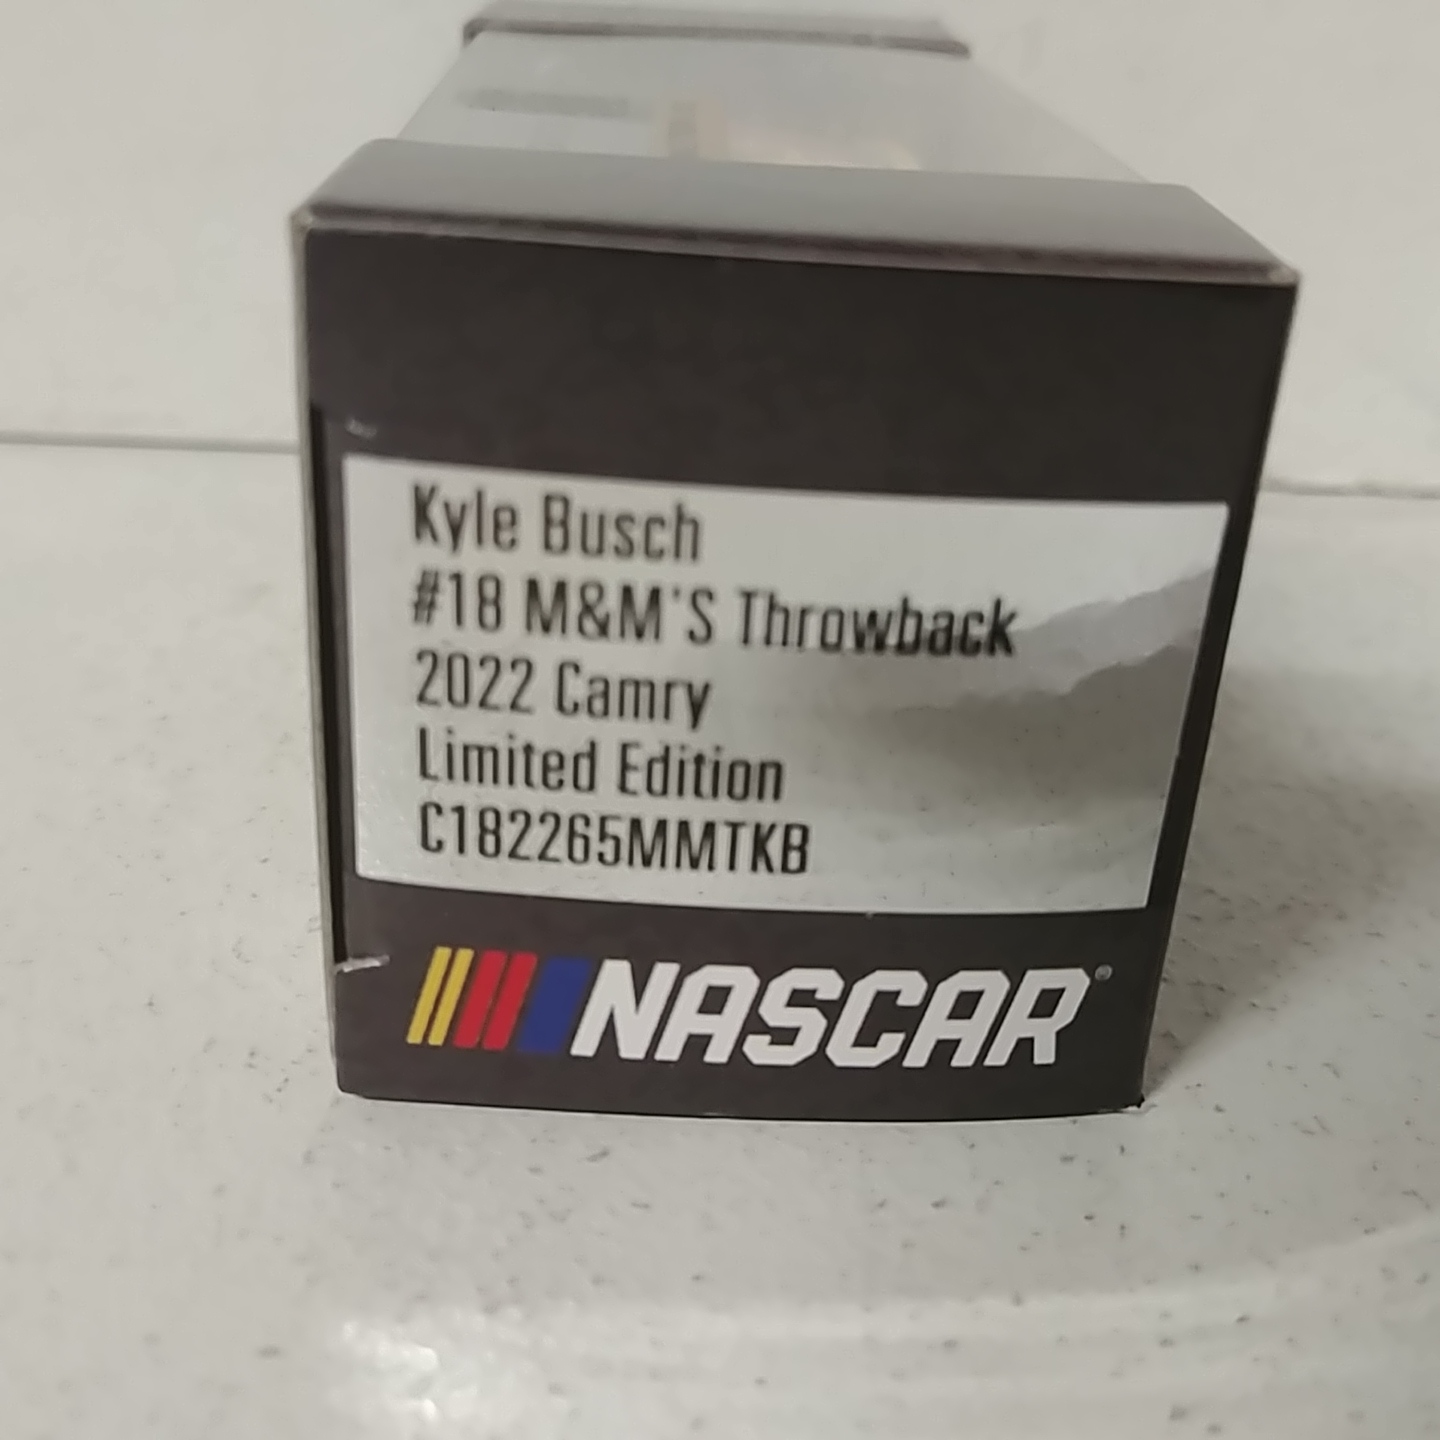 Kyle Busch
#18 M&M'S Throwback
2022 Camry
Limited Edition
C182265MMTKB
NASCAR®